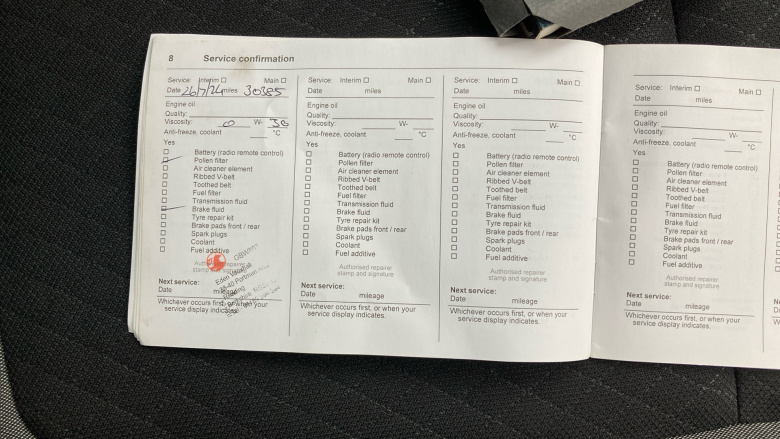 8 Service confirmation
Service: Interim ☐ Main ☐
Date 26/7/24 miles 30385
Engine oil
Quality:
Viscosity: 0 W- 30
Anti-freeze, coolant °C
Yes
☐ Battery (radio remote control)
☑ Pollen filter
☐ Air cleaner element
☐ Ribbed V-belt
☐ Toothed belt
☐ Fuel filter
☐ Transmission fluid
☑ Brake fluid
☐ Tyre repair kit
☐ Brake pads front / rear
☐ Spark plugs
☐ Coolant
☐ Fuel additive
Authorised repairer
stamp and
Eden
Portman
Reading
Next service:
Date mileage
Whichever occurs first, or when your
service display indicates.
Service: Interim ☐ Main ☐
Date miles
Engine oil
Quality:
Viscosity: W-
Anti-freeze, coolant °C
Yes
☐ Battery (radio remote control)
☐ Pollen filter
☐ Air cleaner element
☐ Ribbed V-belt
☐ Toothed belt
☐ Fuel filter
☐ Transmission fluid
☐ Brake fluid
☐ Tyre repair kit
☐ Brake pads front / rear
☐ Spark plugs
☐ Coolant
☐ Fuel additive
Authorised repairer
stamp and signature
Next service:
Date mileage
Whichever occurs first, or when your
service display indicates.
Service: Interim ☐ Main ☐
Date miles
Engine oil
Quality:
Viscosity: W-
Anti-freeze, coolant °C
Yes
☐ Battery (radio remote control)
☐ Pollen filter
☐ Air cleaner element
☐ Ribbed V-belt
☐ Toothed belt
☐ Fuel filter
☐ Transmission fluid
☐ Brake fluid
☐ Tyre repair kit
☐ Brake pads front / rear
☐ Spark plugs
☐ Coolant
☐ Fuel additive
Authorised repairer
stamp and signature
Next service:
Date mileage
Whichever occurs first, or when your
service display indicates.
Service: Interim ☐ Main ☐
Date miles
Engine oil
Quality:
Viscosity: W-
Anti-freeze, coolant °C
Yes
☐ Battery (radio remote control)
☐ Pollen filter
☐ Air cleaner element
☐ Ribbed V-belt
☐ Toothed belt
☐ Fuel filter
☐ Transmission fluid
☐ Brake fluid
☐ Tyre repair kit
☐ Brake pads front / rear
☐ Spark plugs
☐ Coolant
☐ Fuel additive
Authorised repairer
stamp and signature
Next service:
Date mileage
Whichever occurs first, or when your
service display indicates.